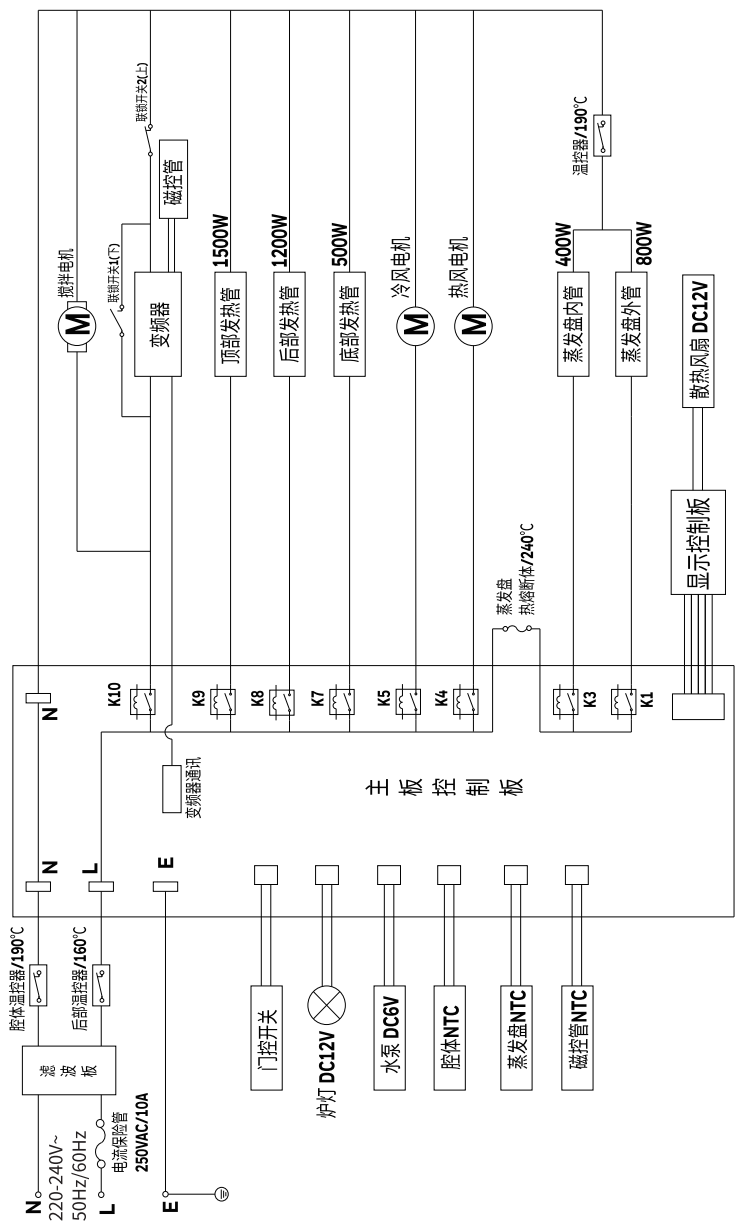 N
220-240V~
50Hz/60Hz
L
E
电流保险管
250VAC/10A
滤
波
板
腔体温控器/190℃
后部温控器/160℃
N
L
E
N
门控开关
炉灯 DC12V
水泵 DC6V
腔体NTC
蒸发盘NTC
磁控管NTC
变频器通讯
主板控制板
K10
K9
K8
K7
K5
K4
K3
K1
蒸发盘
热熔断体/240℃
显示控制板
散热风扇 DC12V
M
搅拌电机
联锁开关1(下)
联锁开关2(上)
变频器
磁控管
顶部发热管
1500W
后部发热管
1200W
底部发热管
500W
M
冷风电机
M
热风电机
蒸发盘内管
400W
蒸发盘外管
800W
温控器/190℃